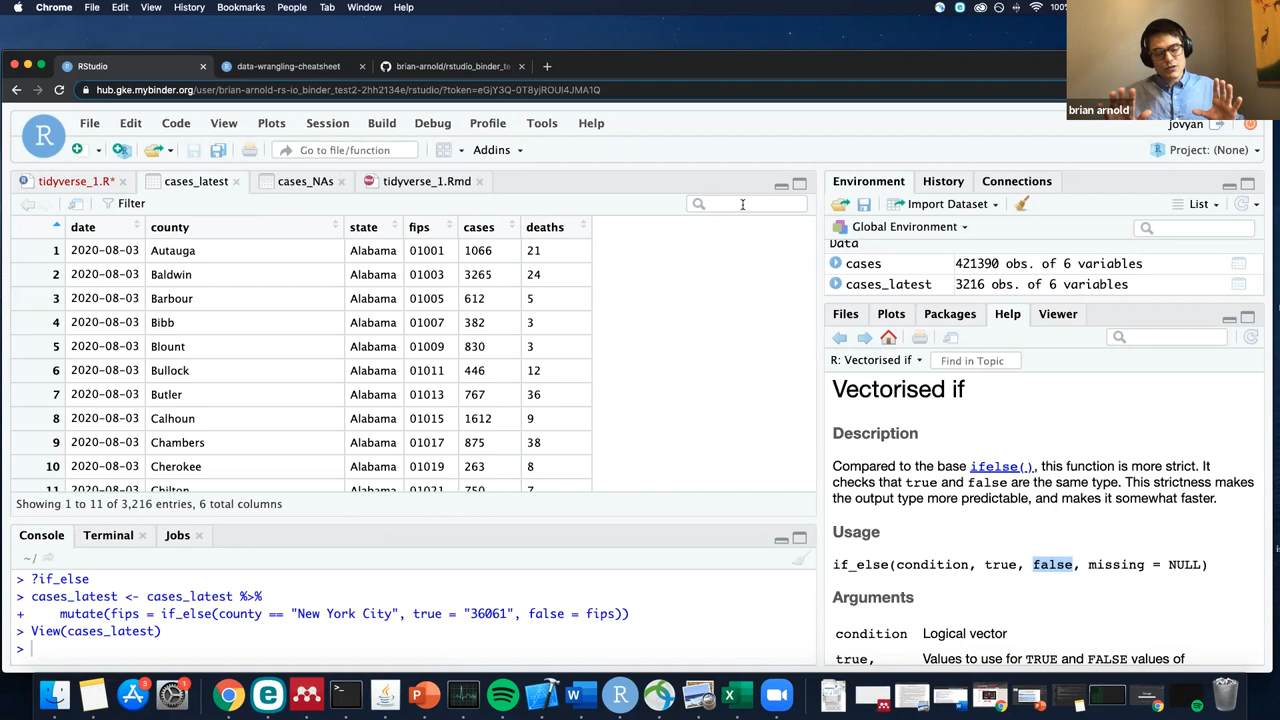 Chrome File Edit View History Bookmarks People Tab Window Help 100%
RStudio × data-wrangling-cheatsheet × brian-arnold/rstudio_binder_te × +
hub.gke.mybinder.org/user/brian-arnold-rs-io_binder_test2-2hh2134e/rstudio/?token=eGjY3Q-0T8yjROUI4JMA1Q
brian arnold
R File Edit Code View Plots Session Build Debug Profile Tools Help jovyan
Go to file/function Addins Project: (None)
tidyverse_1.R* × cases_latest × cases_NAs × tidyverse_1.Rmd ×
Filter
date county state fips cases deaths
1 2020-08-03 Autauga Alabama 01001 1066 21
2 2020-08-03 Baldwin Alabama 01003 3265 24
3 2020-08-03 Barbour Alabama 01005 612 5
4 2020-08-03 Bibb Alabama 01007 382 3
5 2020-08-03 Blount Alabama 01009 830 3
6 2020-08-03 Bullock Alabama 01011 446 12
7 2020-08-03 Butler Alabama 01013 767 36
8 2020-08-03 Calhoun Alabama 01015 1612 9
9 2020-08-03 Chambers Alabama 01017 875 38
10 2020-08-03 Cherokee Alabama 01019 263 8
11 2020-08-03 Chilton Alabama 01021 750 7
Showing 1 to 11 of 3,216 entries, 6 total columns
Console Terminal × Jobs ×
~/
> ?if_else
> cases_latest <- cases_latest %>%
+ mutate(fips = if_else(county == "New York City", true = "36061", false = fips))
> View(cases_latest)
>
Environment History Connections
Import Dataset List
Global Environment
Data
cases 421390 obs. of 6 variables
cases_latest 3216 obs. of 6 variables
Files Plots Packages Help Viewer
R: Vectorised if Find in Topic
Vectorised if
Description
Compared to the base ifelse(), this function is more strict. It
checks that true and false are the same type. This strictness makes
the output type more predictable, and makes it somewhat faster.
Usage
if_else(condition, true, false, missing = NULL)
Arguments
condition Logical vector
true, Values to use for TRUE and FALSE values of